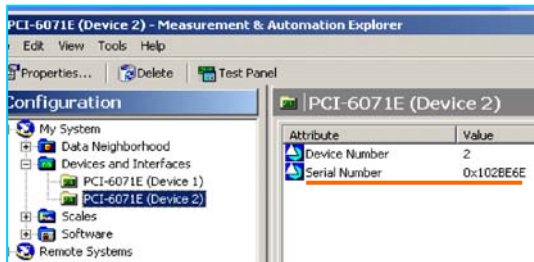 PCI-6071E (Device 2) - Measurement & Automation Explorer
Edit View Tools Help
Properties... Delete Test Panel
Configuration
PCI-6071E (Device 2)
My System
Data Neighborhood
Devices and Interfaces
PCI-6071E (Device 1)
PCI-6071E (Device 2)
Scales
Software
Remote Systems
Attribute Value
Device Number 2
Serial Number 0x102BE6E